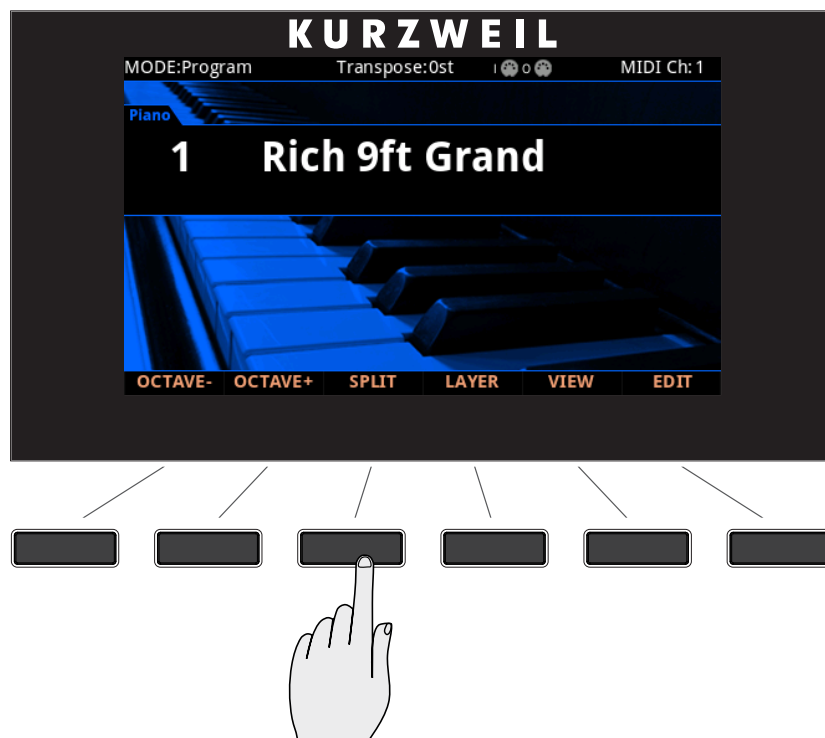 KURZWEIL
MODE:Program Transpose:0st I O MIDI Ch:1
Piano
1 Rich 9ft Grand
OCTAVE- OCTAVE+ SPLIT LAYER VIEW EDIT